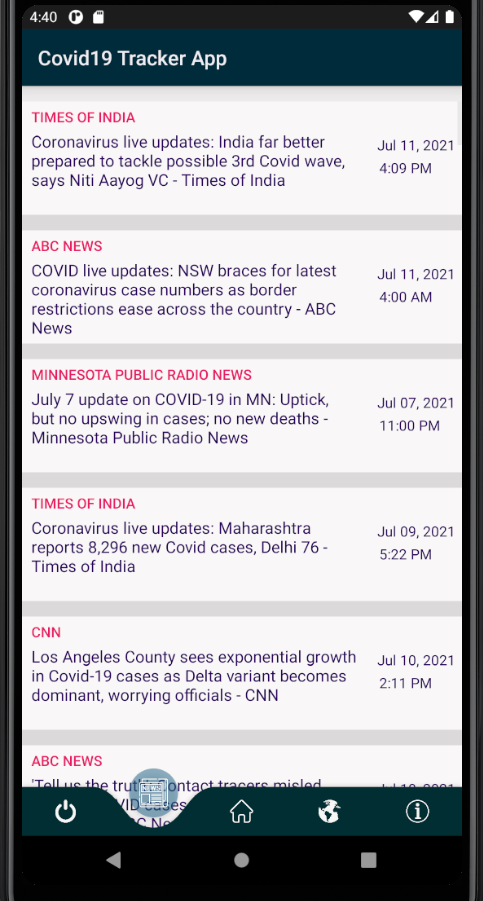 4:40
Covid19 Tracker App
TIMES OF INDIA
Coronavirus live updates: India far better
prepared to tackle possible 3rd Covid wave,
says Niti Aayog VC - Times of India
Jul 11, 2021
4:09 PM
ABC NEWS
COVID live updates: NSW braces for latest
coronavirus case numbers as border
restrictions ease across the country - ABC
News
Jul 11, 2021
4:00 AM
MINNESOTA PUBLIC RADIO NEWS
July 7 update on COVID-19 in MN: Uptick,
but no upswing in cases; no new deaths -
Minnesota Public Radio News
Jul 07, 2021
11:00 PM
TIMES OF INDIA
Coronavirus live updates: Maharashtra
reports 8,296 new Covid cases, Delhi 76 -
Times of India
Jul 09, 2021
5:22 PM
CNN
Los Angeles County sees exponential growth
in Covid-19 cases as Delta variant becomes
dominant, worrying officials - CNN
Jul 10, 2021
2:11 PM
ABC NEWS
'Tell us the truth' Contact tracers misled
cases